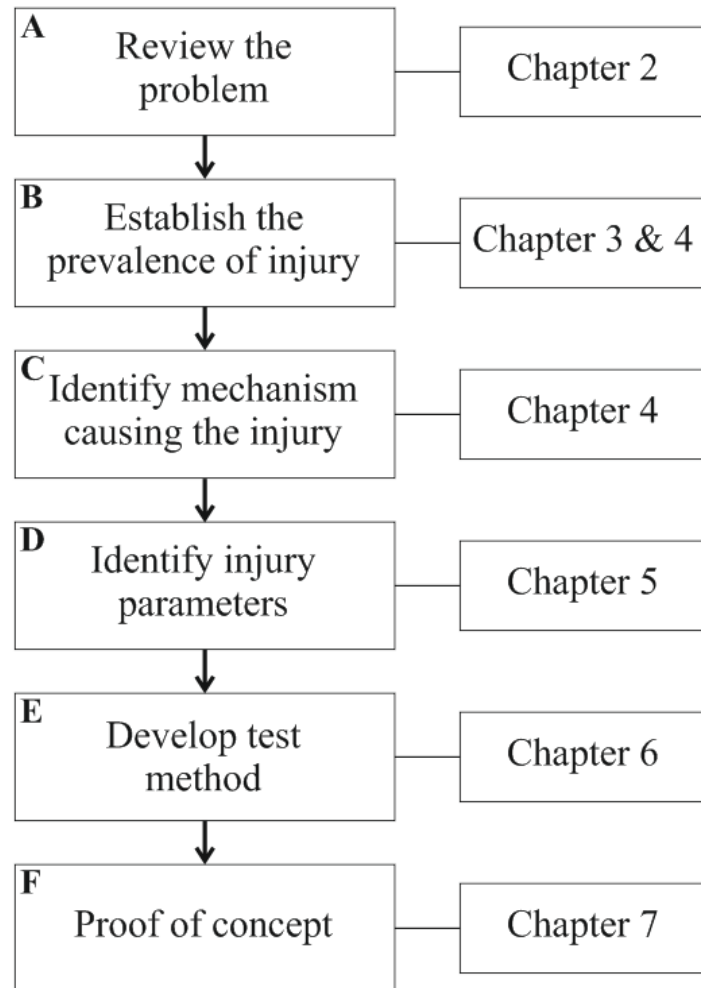 A
Review the
problem
Chapter 2
B
Establish the
prevalence of injury
Chapter 3 & 4
C
Identify mechanism
causing the injury
Chapter 4
D
Identify injury
parameters
Chapter 5
E
Develop test
method
Chapter 6
F
Proof of concept
Chapter 7